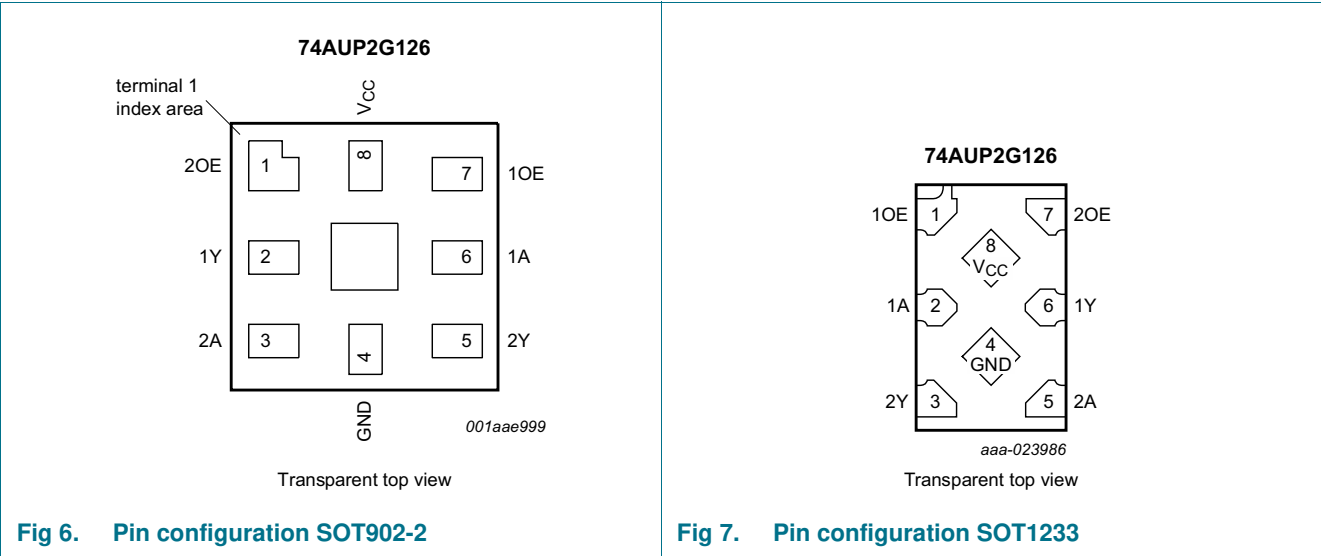 74AUP2G126
terminal 1
index area
VCC
2OE
1
8
7
1OE
1Y
2
6
1A
2A
3
4
5
2Y
GND
001aae999
Transparent top view
Fig 6. Pin configuration SOT902-2
74AUP2G126
1OE
1
7
2OE
8
VCC
1A
2
6
1Y
4
GND
2Y
3
5
2A
aaa-023986
Transparent top view
Fig 7. Pin configuration SOT1233